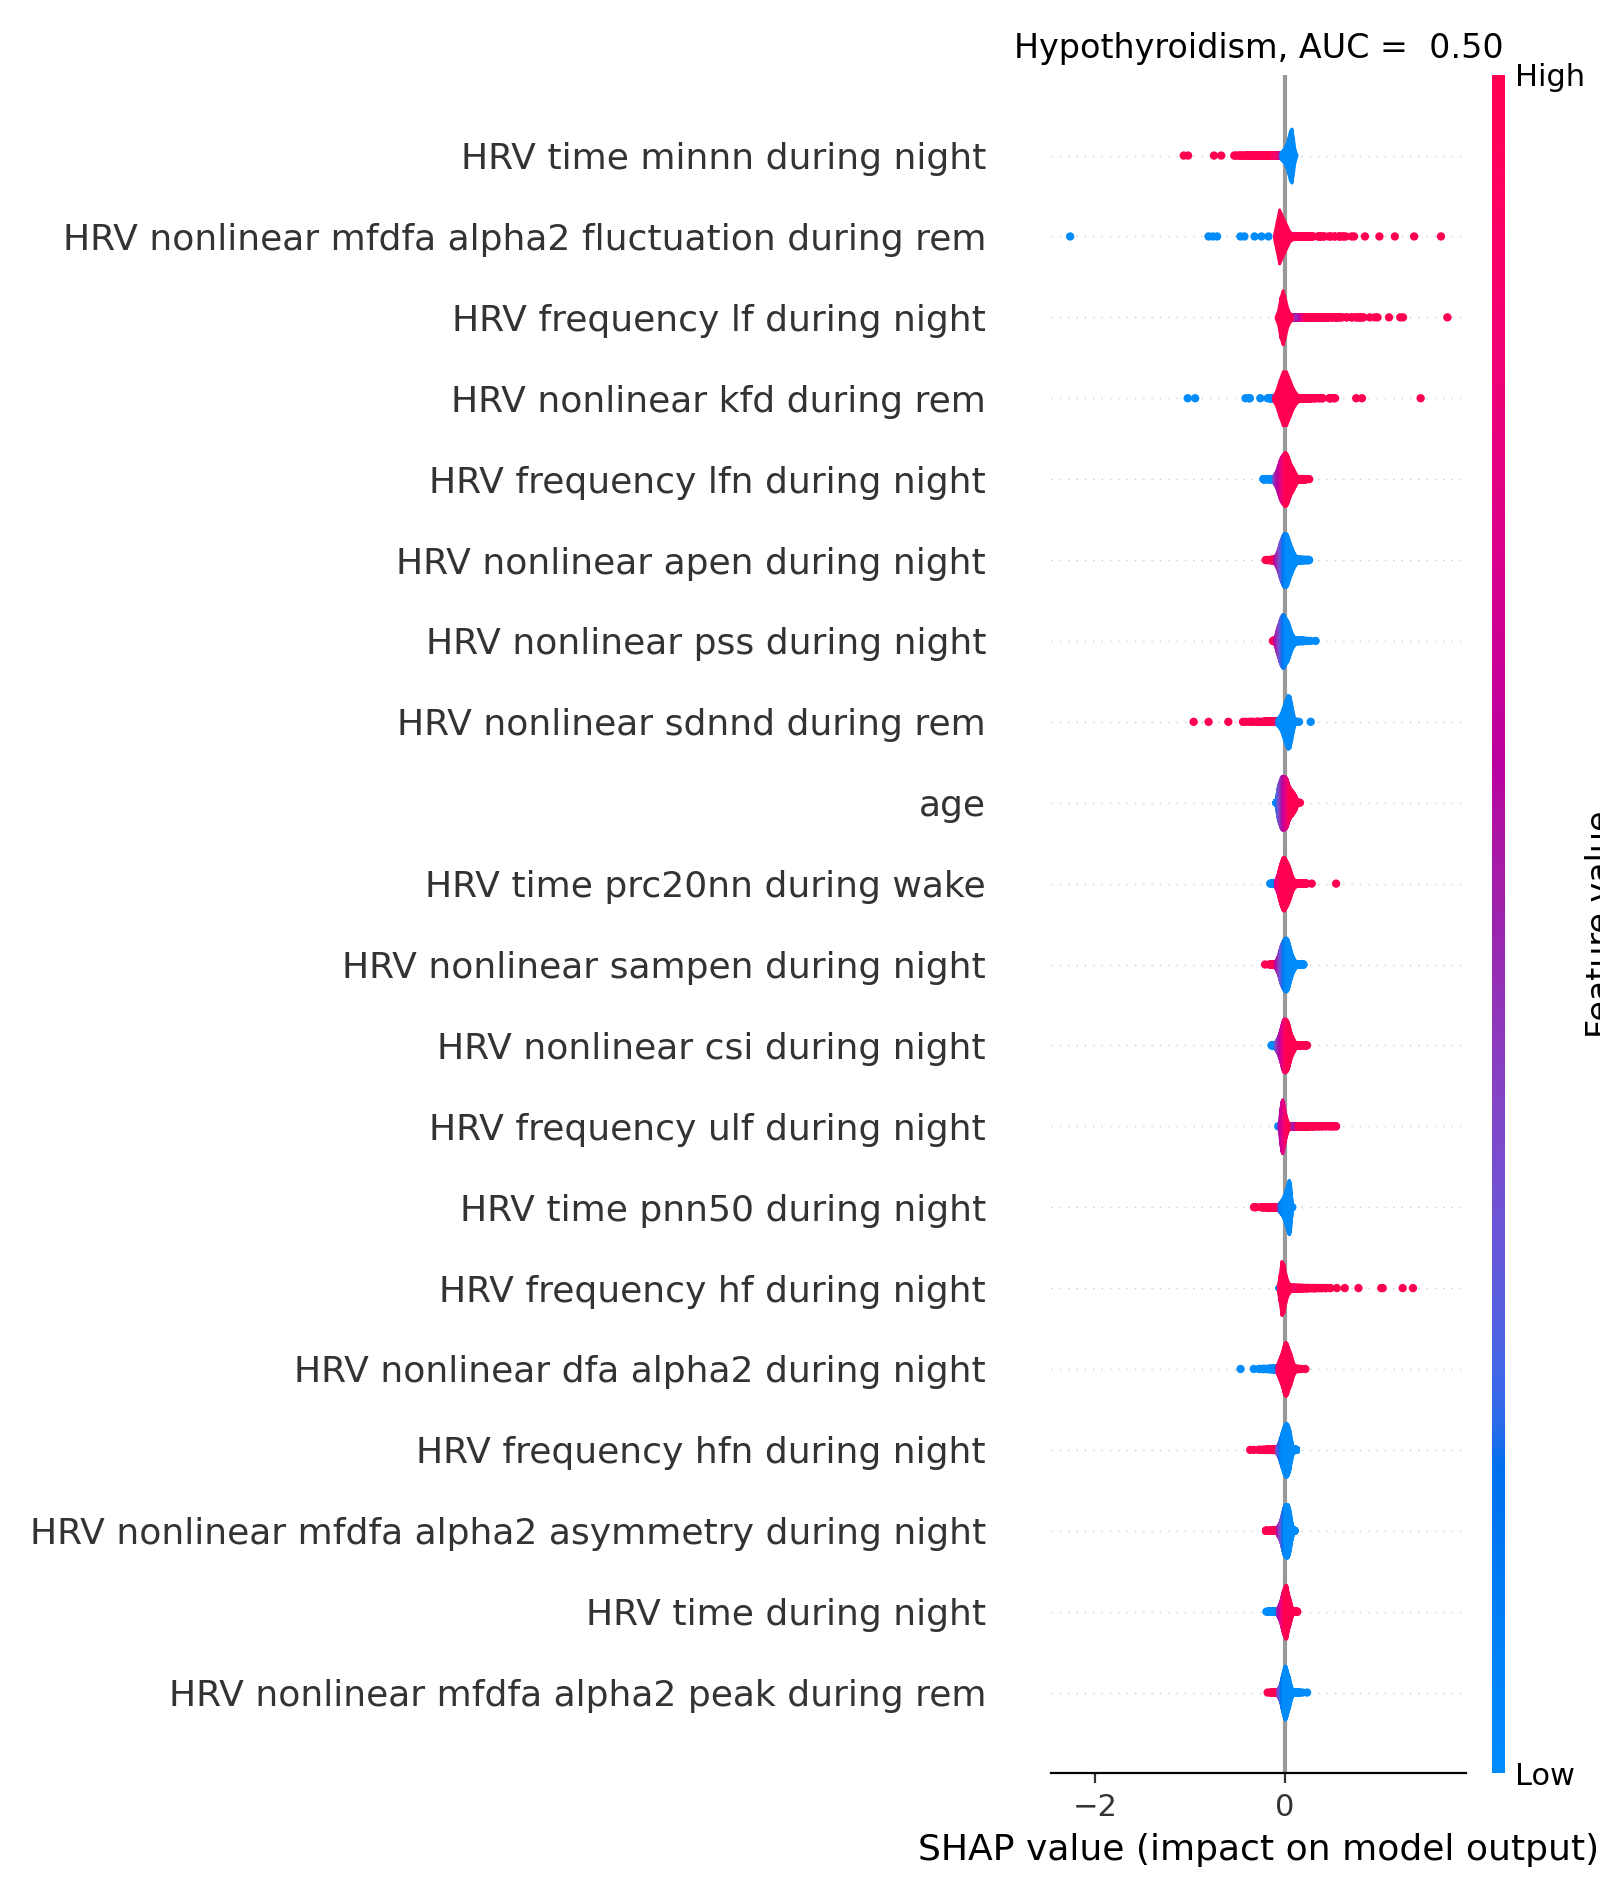 Hypothyroidism, AUC =  0.50
High
HRV time minnn during night
HRV nonlinear mfdfa alpha2 fluctuation during rem
HRV frequency lf during night
HRV nonlinear kfd during rem
HRV frequency lfn during night
HRV nonlinear apen during night
HRV nonlinear pss during night
HRV nonlinear sdnnd during rem
age
HRV time prc20nn during wake
HRV nonlinear sampen during night
HRV nonlinear csi during night
HRV frequency ulf during night
HRV time pnn50 during night
HRV frequency hf during night
HRV nonlinear dfa alpha2 during night
HRV frequency hfn during night
HRV nonlinear mfdfa alpha2 asymmetry during night
HRV time during night
HRV nonlinear mfdfa alpha2 peak during rem
Feature value
Low
−2 0
SHAP value (impact on model output)